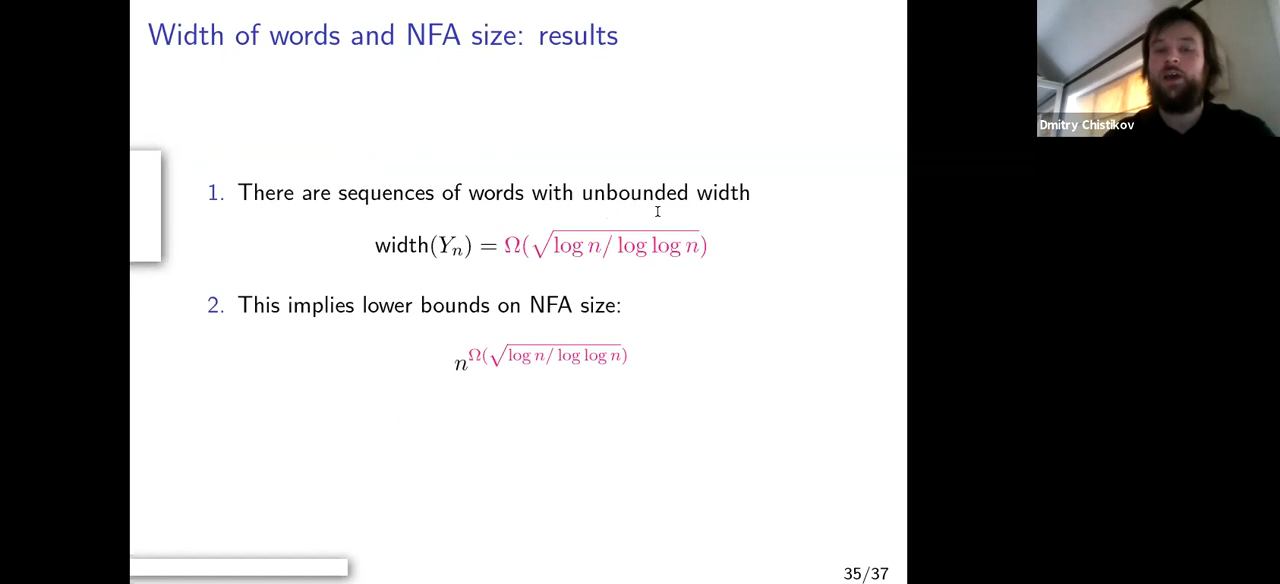 Width of words and NFA size: results
Dmitry Chistikov
1. There are sequences of words with unbounded width
width(Yₙ) = Ω(√(log n/ log log n))
2. This implies lower bounds on NFA size:
n^Ω(√(log n/ log log n))
35/37